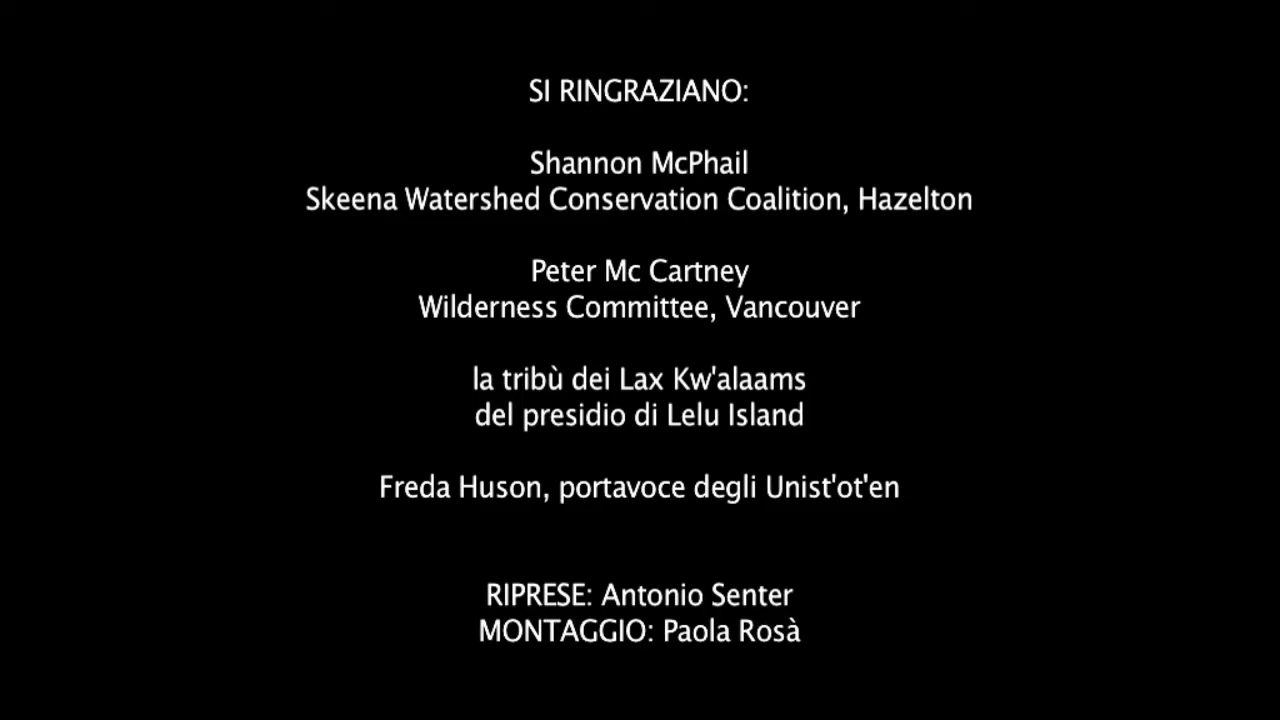 SI RINGRAZIANO:
Shannon McPhail
Skeena Watershed Conservation Coalition, Hazelton
Peter Mc Cartney
Wilderness Committee, Vancouver
la tribù dei Lax Kw'alaams
del presidio di Lelu Island
Freda Huson, portavoce degli Unist'ot'en
RIPRESE: Antonio Senter
MONTAGGIO: Paola Rosà